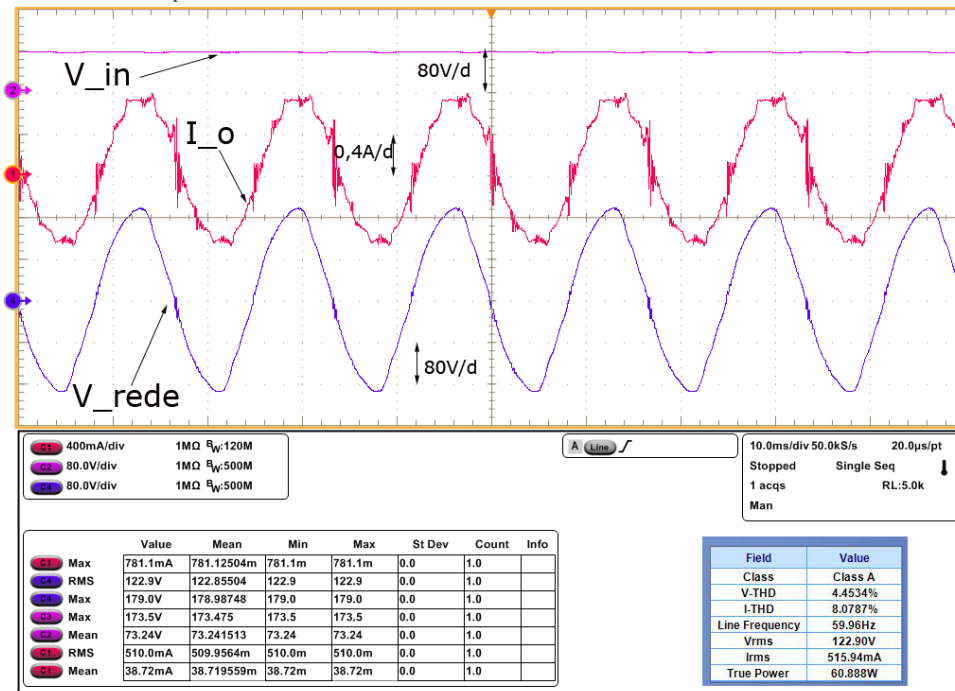 V_in
80V/d
2
I_o
0,4A/d
1
4
80V/d
V_rede
C1 400mA/div 1MΩ BW:120M
C2 80.0V/div 1MΩ BW:500M
C4 80.0V/div 1MΩ BW:500M
A Line
10.0ms/div 50.0kS/s 20.0µs/pt
Stopped Single Seq
1 acqs RL:5.0k
Man
Value Mean Min Max St Dev Count Info
C1 Max 781.1mA 781.12504m 781.1m 781.1m 0.0 1.0
C4 RMS 122.9V 122.85504 122.9 122.9 0.0 1.0
C4 Max 179.0V 178.98748 179.0 179.0 0.0 1.0
C3 Max 173.5V 173.475 173.5 173.5 0.0 1.0
C2 Mean 73.24V 73.241513 73.24 73.24 0.0 1.0
C1 RMS 510.0mA 509.9564m 510.0m 510.0m 0.0 1.0
C1 Mean 38.72mA 38.719559m 38.72m 38.72m 0.0 1.0
Field Value
Class Class A
V-THD 4.4534%
I-THD 8.0787%
Line Frequency 59.96Hz
Vrms 122.90V
Irms 515.94mA
True Power 60.888W